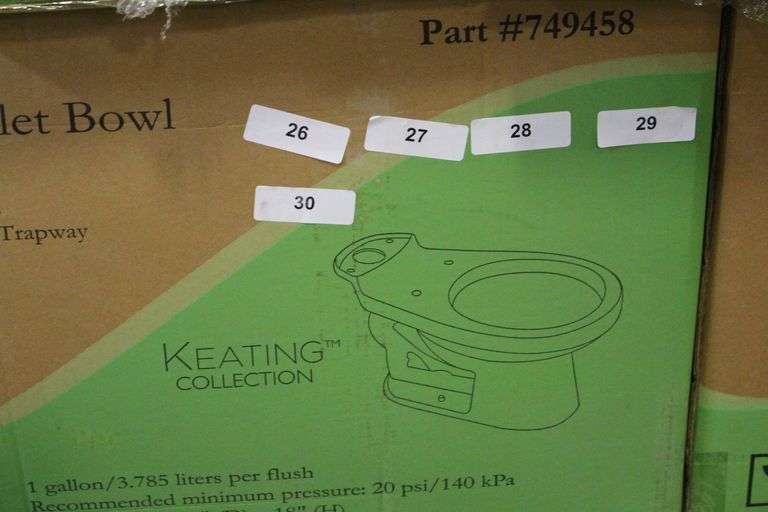 Part #749458
let Bowl
26
27
28
29
30
Trapway
KEATING™
COLLECTION
1 gallon/3.785 liters per flush
Recommended minimum pressure: 20 psi/140 kPa
18" (H)